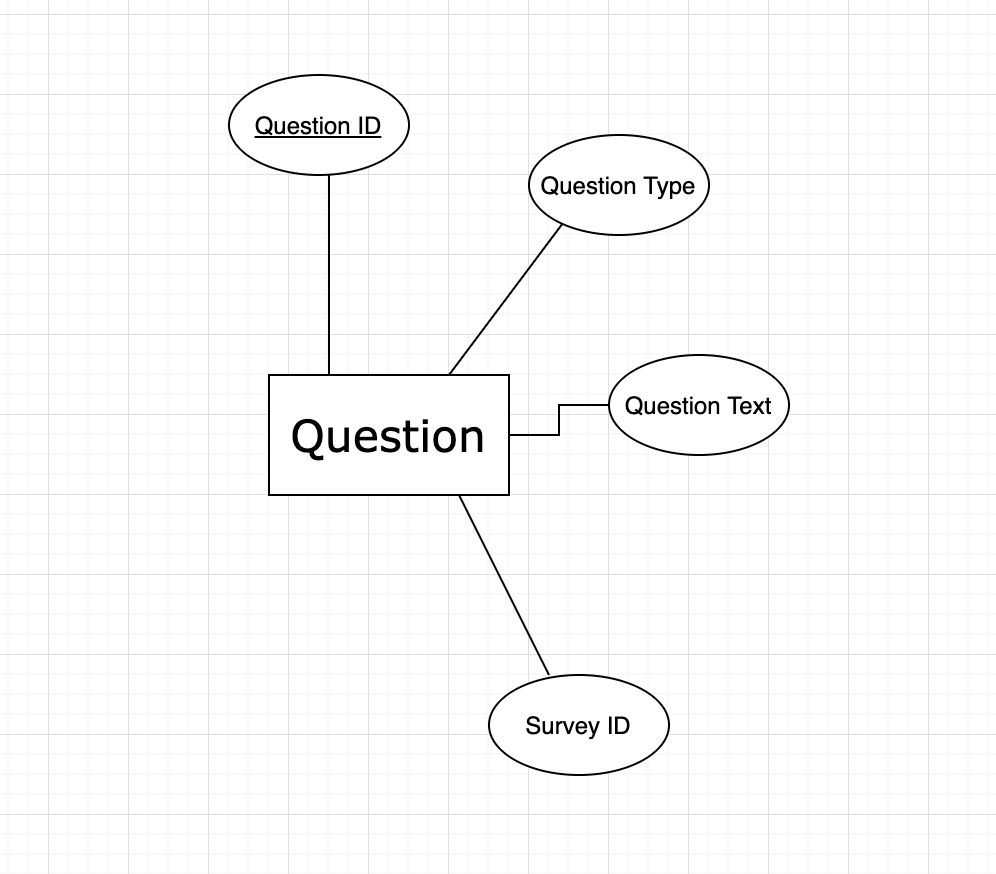 Question ID
Question Type
Question Text
Question
Survey ID